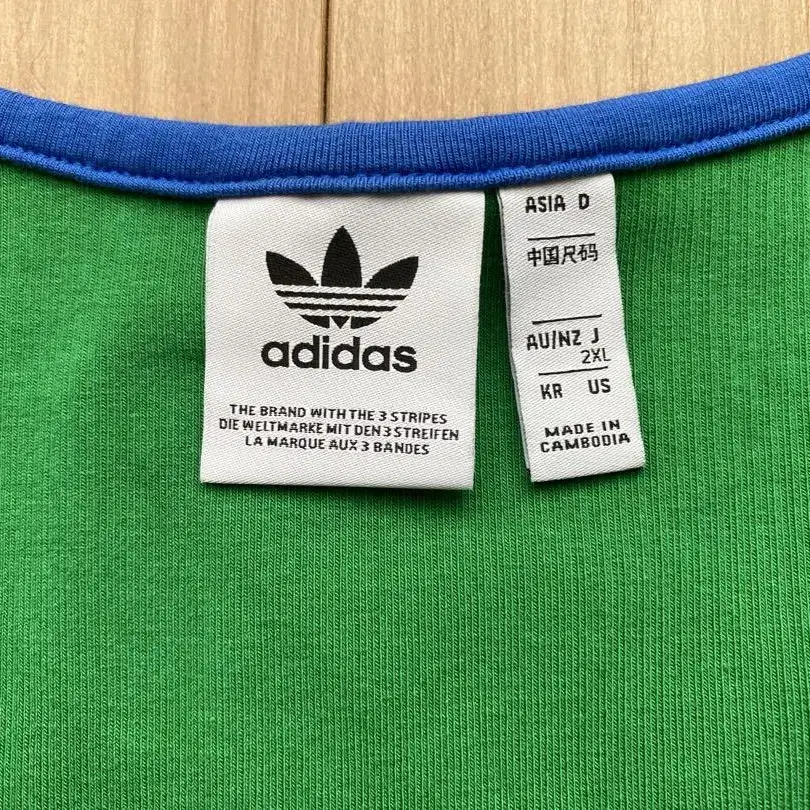 adidas
THE BRAND WITH THE 3 STRIPES
DIE WELTMARKE MIT DEN 3 STREIFEN
LA MARQUE AUX 3 BANDES
ASIA D
中国尺码
AU/NZ J
2XL
KR US
MADE IN
CAMBODIA